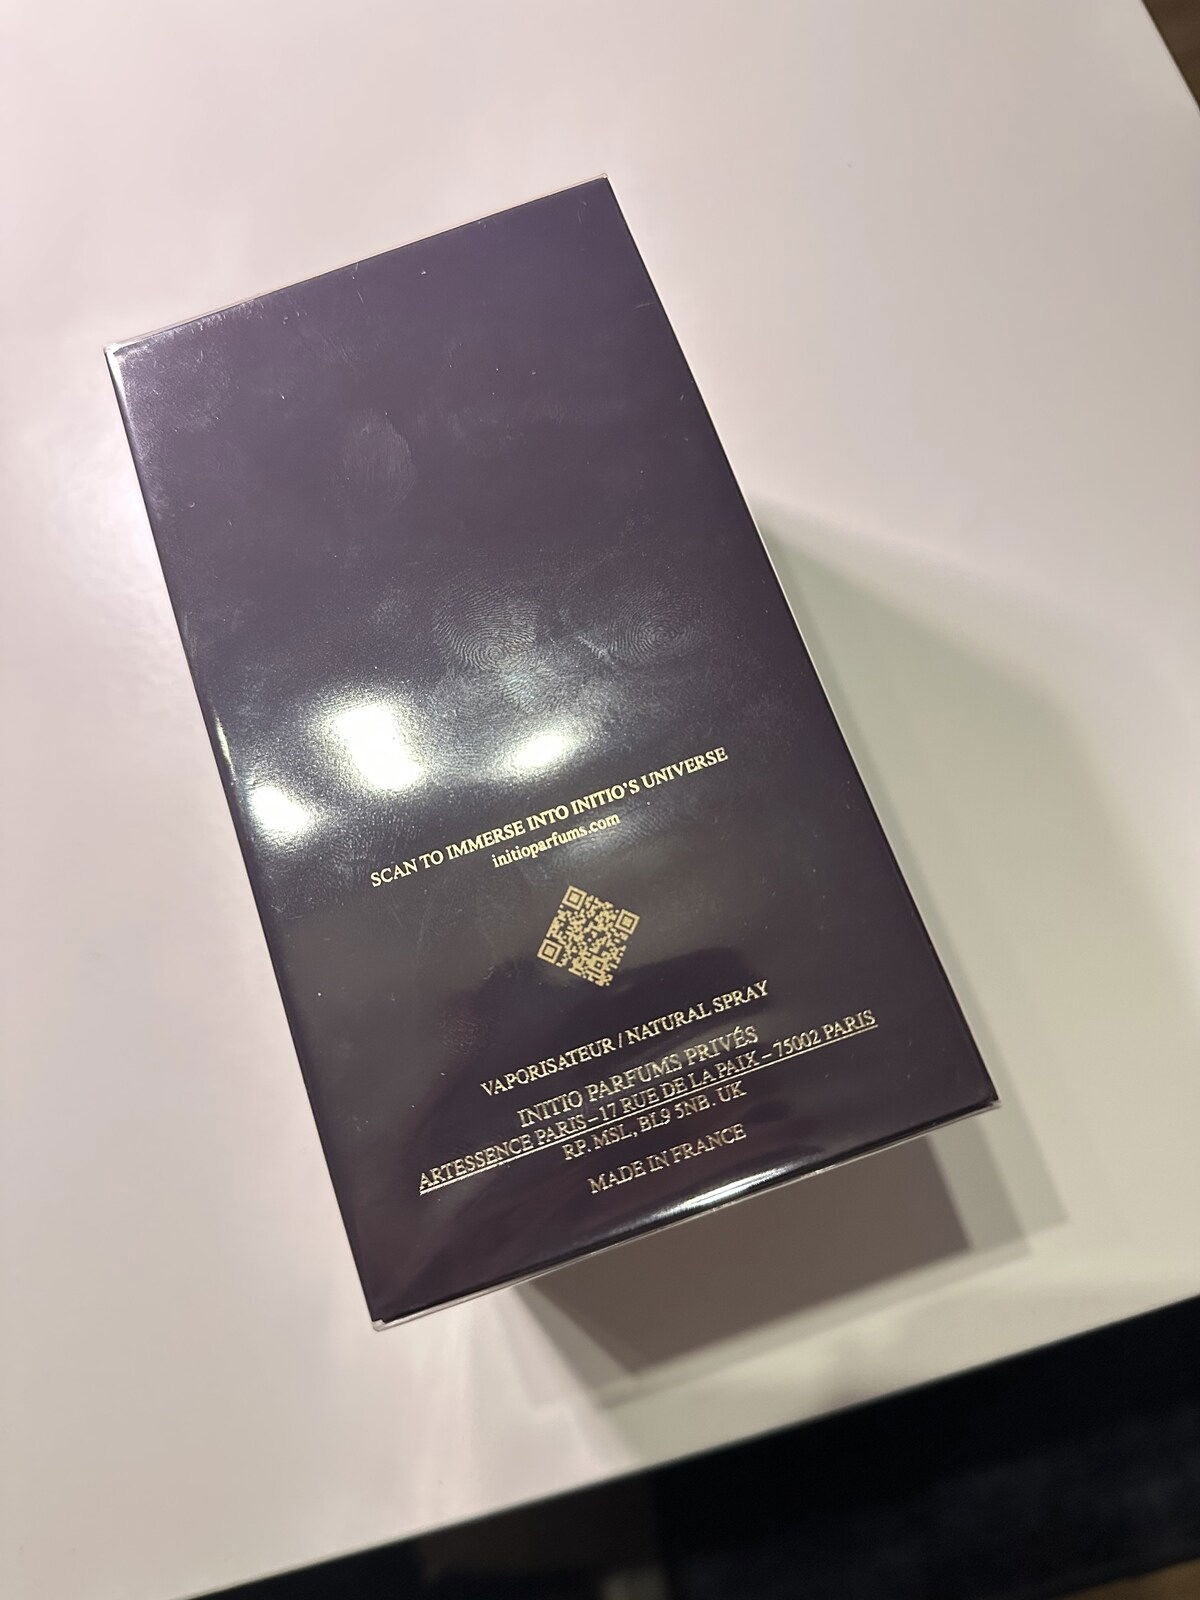 SCAN TO IMMERSE INTO INITIO'S UNIVERSE
initioparfums.com
VAPORISATEUR / NATURAL SPRAY
INITIO PARFUMS PRIVÉS
ARTESSENCE PARIS – 17 RUE DE LA PAIX – 75002 PARIS
RP. MSL, BL9 5NB. UK
MADE IN FRANCE